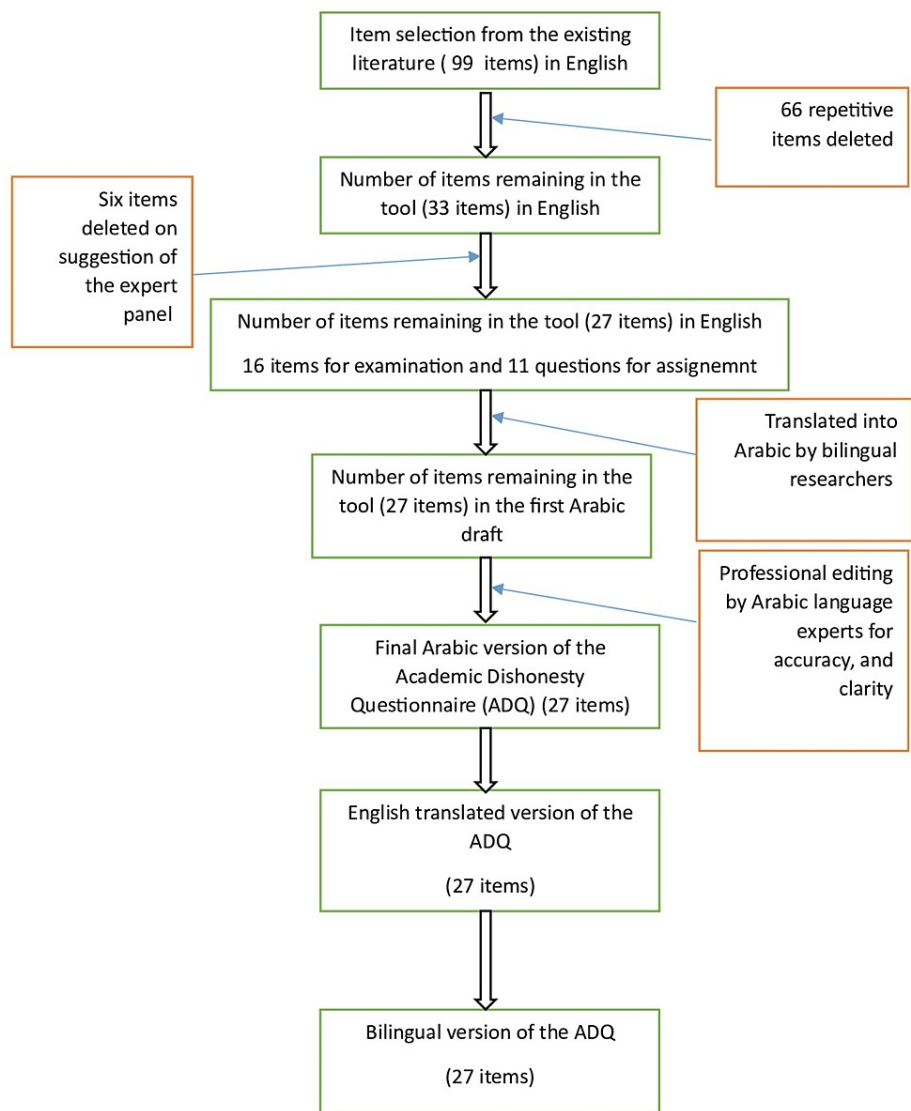 Item selection from the existing
literature ( 99 items) in English
66 repetitive
items deleted
Number of items remaining in the
tool (33 items) in English
Six items
deleted on
suggestion of
the expert
panel
Number of items remaining in the tool (27 items) in English
16 items for examination and 11 questions for assignemnt
Translated into
Arabic by bilingual
researchers
Number of items remaining in the
tool (27 items) in the first Arabic
draft
Professional editing
by Arabic language
experts for
accuracy, and
clarity
Final Arabic version of the
Academic Dishonesty
Questionnaire (ADQ) (27 items)
English translated version of the
ADQ
(27 items)
Bilingual version of the ADQ
(27 items)